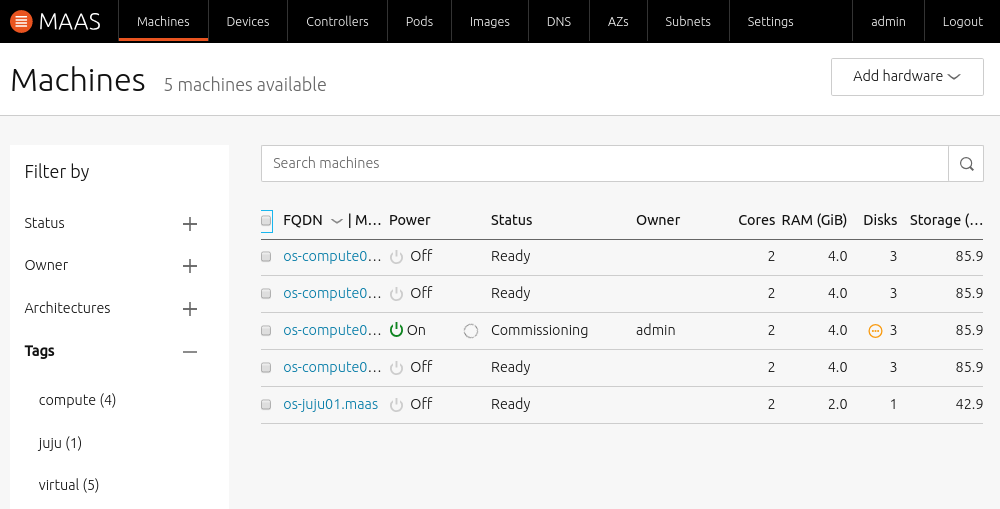 MAAS Machines Devices Controllers Pods Images DNS AZs Subnets Settings admin Logout
Machines 5 machines available Add hardware
Filter by
Status
Owner
Architectures
Tags
compute (4)
juju (1)
virtual (5)
Search machines
FQDN | M... Power Status Owner Cores RAM (GiB) Disks Storage (...
os-compute0... Off Ready 2 4.0 3 85.9
os-compute0... Off Ready 2 4.0 3 85.9
os-compute0... On Commissioning admin 2 4.0 3 85.9
os-compute0... Off Ready 2 4.0 3 85.9
os-juju01.maas Off Ready 2 2.0 1 42.9